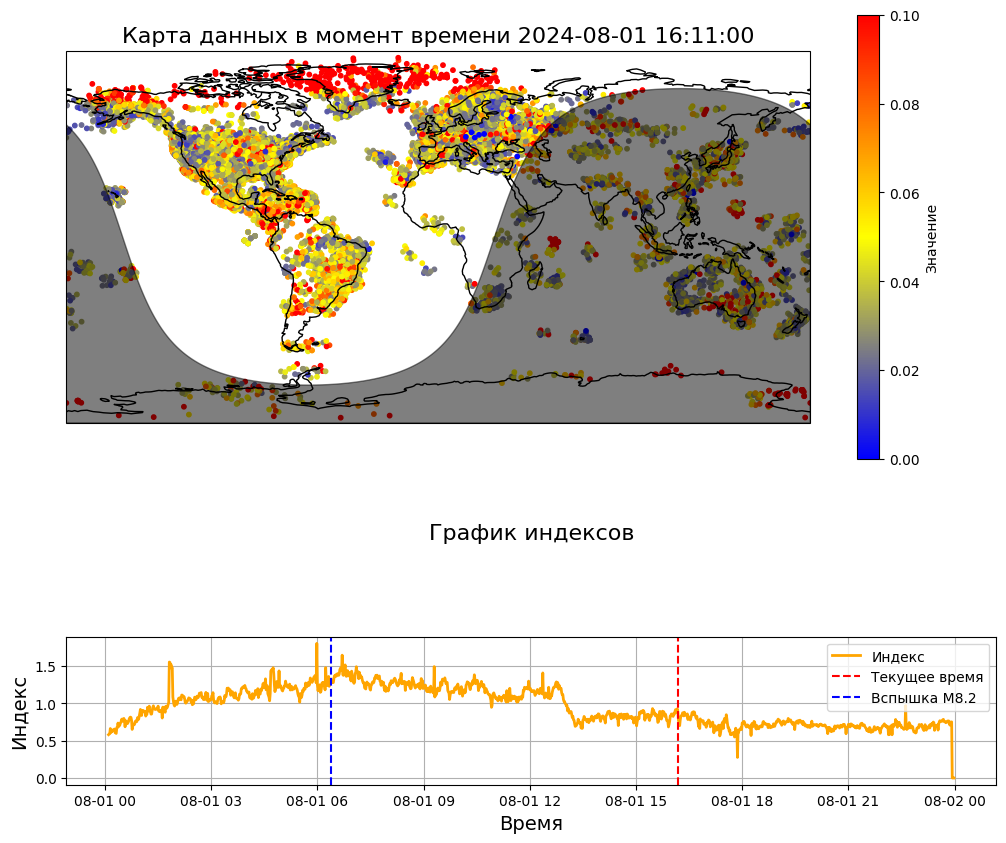 Карта данных в момент времени 2024-08-01 16:11:00
0.10
0.08
0.06
0.04
0.02
0.00
Значение
График индексов
Индекс
1.5
1.0
0.5
0.0
Индекс
Текущее время
Вспышка M8.2
08-01 00
08-01 03
08-01 06
08-01 09
08-01 12
08-01 15
08-01 18
08-01 21
08-02 00
Время